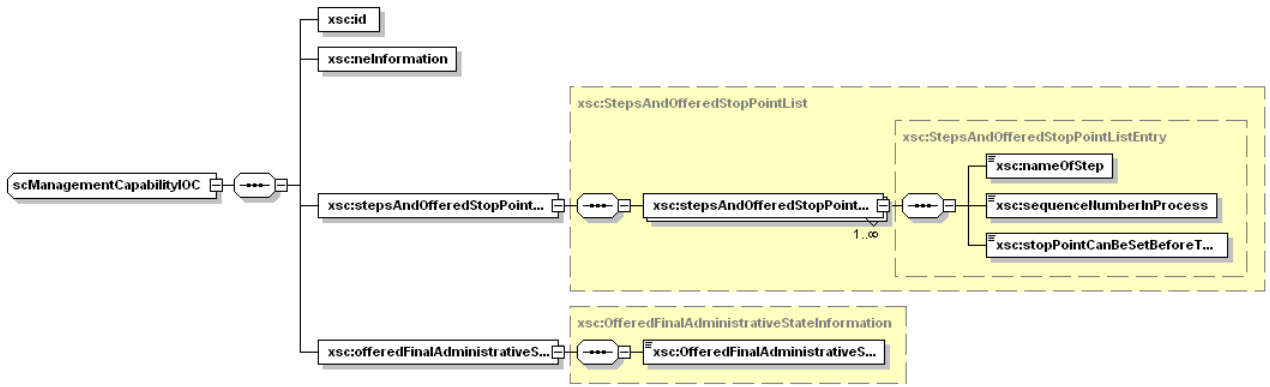 xsc:id
xsc:neInformation
xsc:StepsAndOfferedStopPointList
xsc:StepsAndOfferedStopPointListEntry
xsc:nameOfStep
scManagementCapabilityIOC
xsc:stepsAndOfferedStopPoint...
xsc:stepsAndOfferedStopPoint...
xsc:sequenceNumberInProcess
1..∞
xsc:stopPointCanBeSetBeforeT...
xsc:OfferedFinalAdministrativeStateInformation
xsc:offeredFinalAdministrativeS...
xsc:OfferedFinalAdministrativeS...